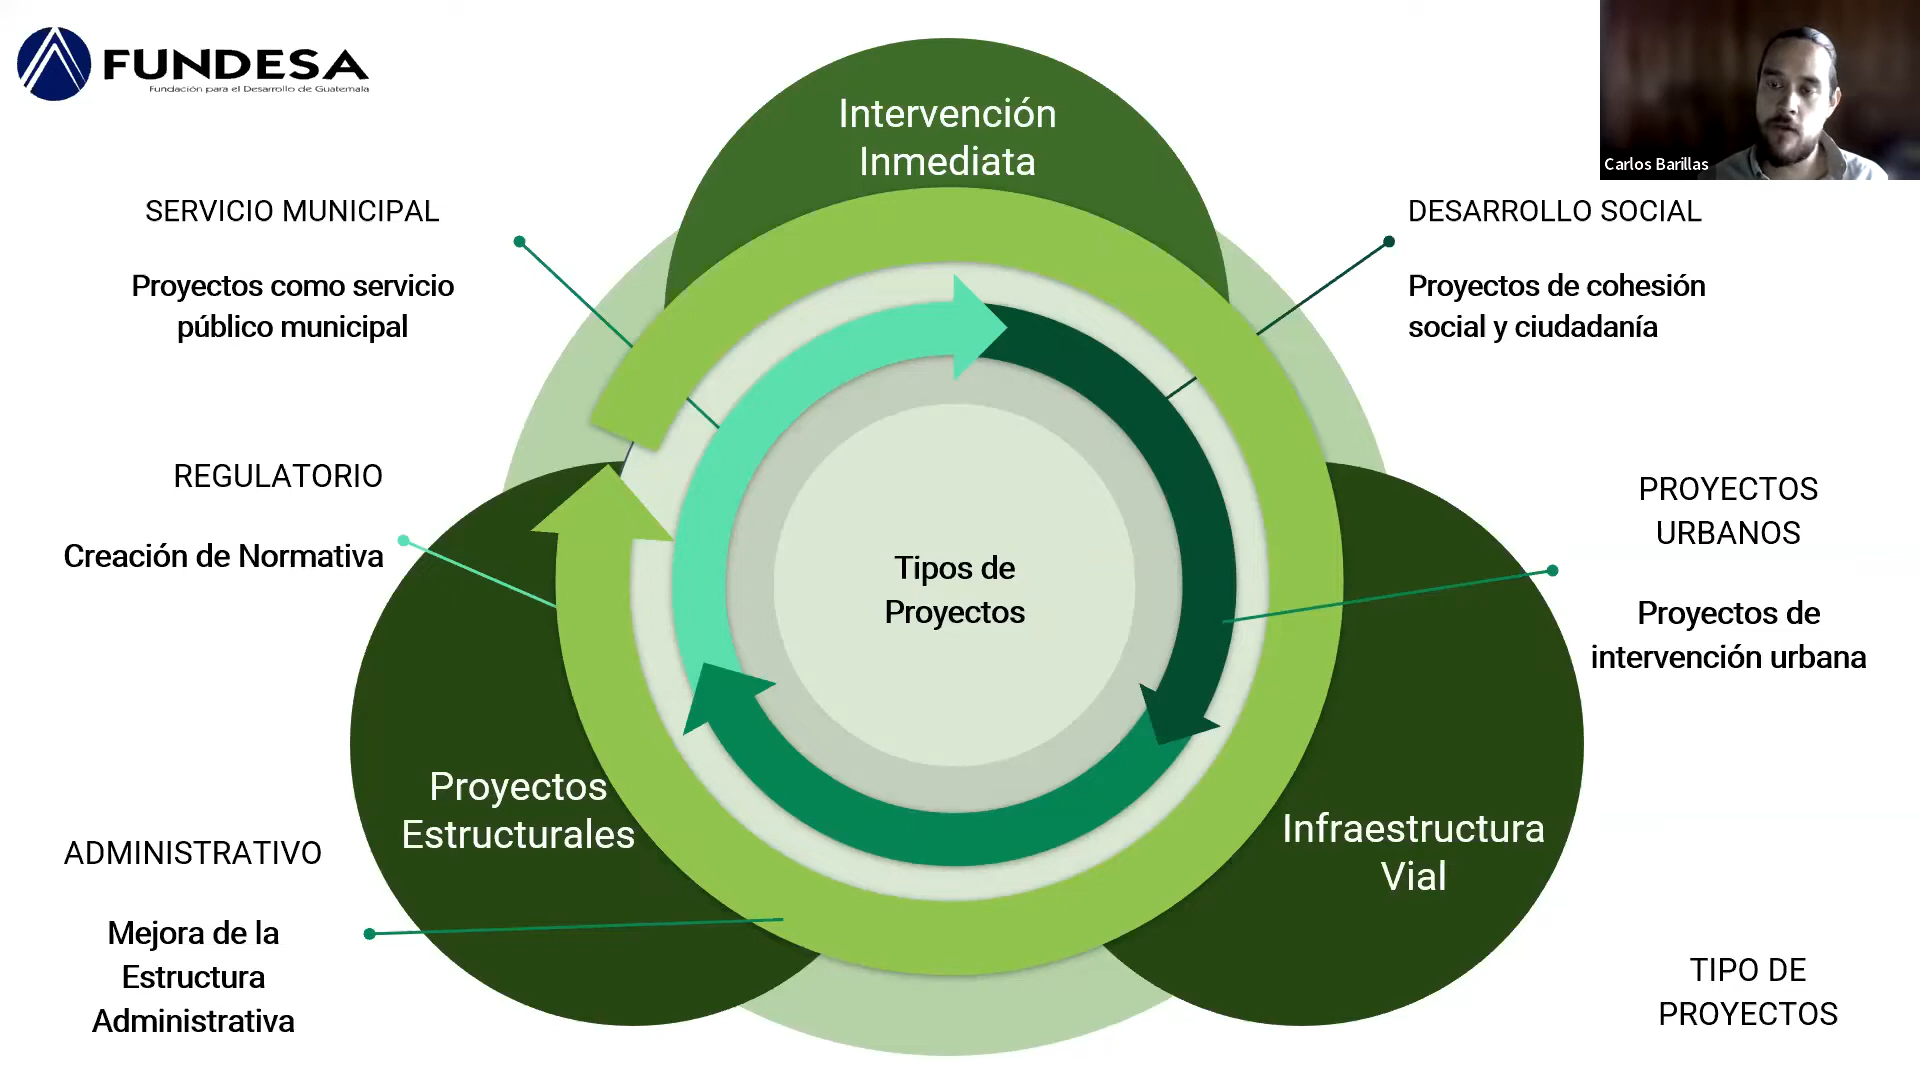 FUNDESA
Fundación para el Desarrollo de Guatemala
Carlos Barillas
Intervención
Inmediata
SERVICIO MUNICIPAL
Proyectos como servicio
público municipal
DESARROLLO SOCIAL
Proyectos de cohesión
social y ciudadanía
REGULATORIO
Creación de Normativa
PROYECTOS
URBANOS
Proyectos de
intervención urbana
Tipos de
Proyectos
Proyectos
Estructurales
Infraestructura
Vial
ADMINISTRATIVO
Mejora de la
Estructura
Administrativa
TIPO DE
PROYECTOS